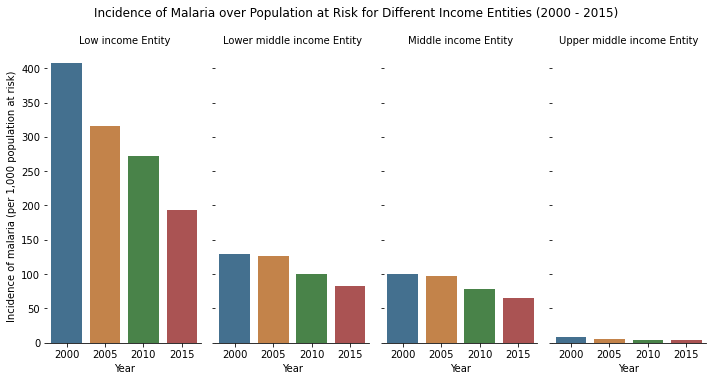 Incidence of Malaria over Population at Risk for Different Income Entities (2000 - 2015)
Low income Entity
Lower middle income Entity
Middle income Entity
Upper middle income Entity
Incidence of malaria (per 1,000 population at risk)
400
350
300
250
200
150
100
50
0
2000 2005 2010 2015
2000 2005 2010 2015
2000 2005 2010 2015
2000 2005 2010 2015
Year
Year
Year
Year